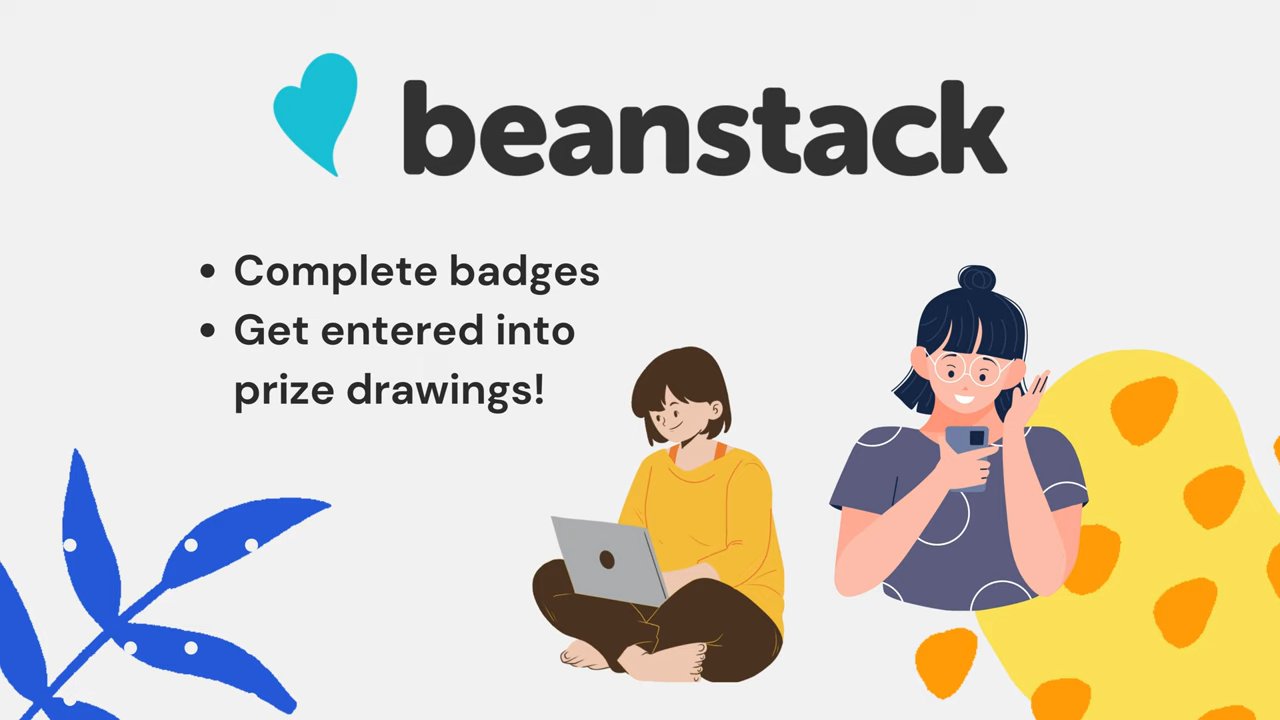 beanstack
• Complete badges
• Get entered into
prize drawings!